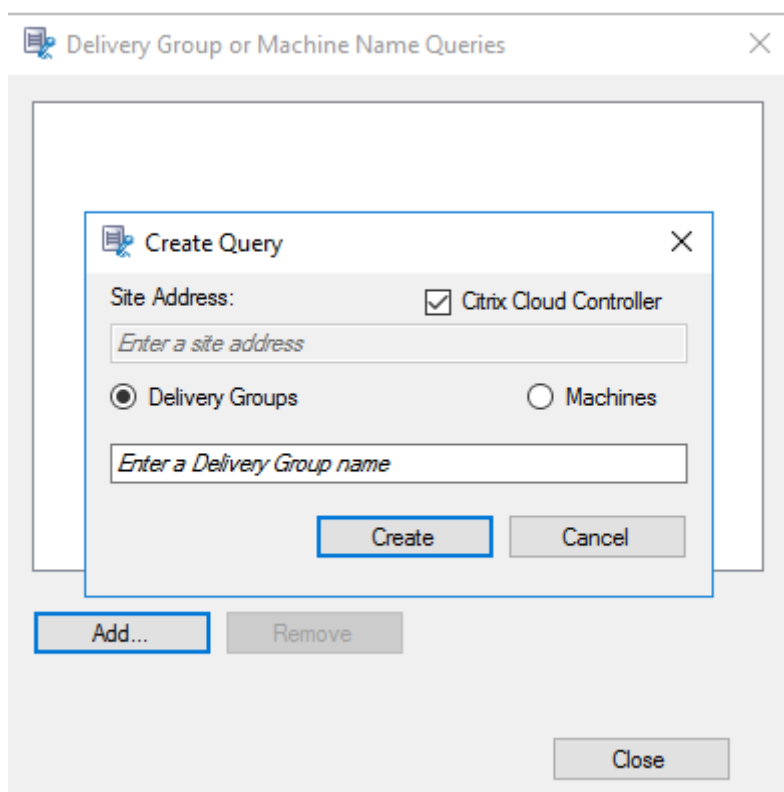 Delivery Group or Machine Name Queries
Create Query
Site Address: Citrix Cloud Controller
Enter a site address
Delivery Groups Machines
Enter a Delivery Group name
Create Cancel
Add... Remove
Close